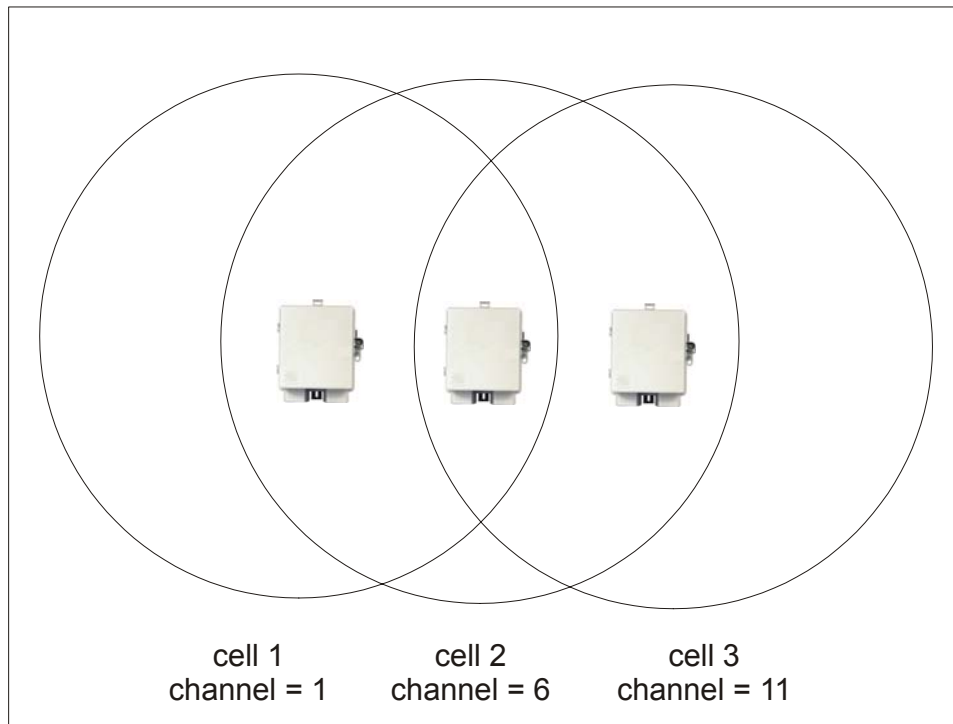 cell 1
channel = 1
cell 2
channel = 6
cell 3
channel = 11